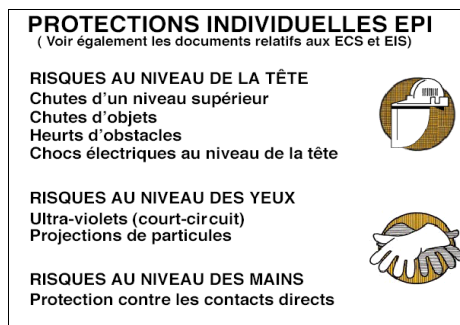 PROTECTIONS INDIVIDUELLES EPI
( Voir également les documents relatifs aux ECS et EIS)
RISQUES AU NIVEAU DE LA TÊTE
Chutes d'un niveau supérieur
Chutes d'objets
Heurts d'obstacles
Chocs électriques au niveau de la tête
RISQUES AU NIVEAU DES YEUX
Ultra-violets (court-circuit)
Projections de particules
RISQUES AU NIVEAU DES MAINS
Protection contre les contacts directs